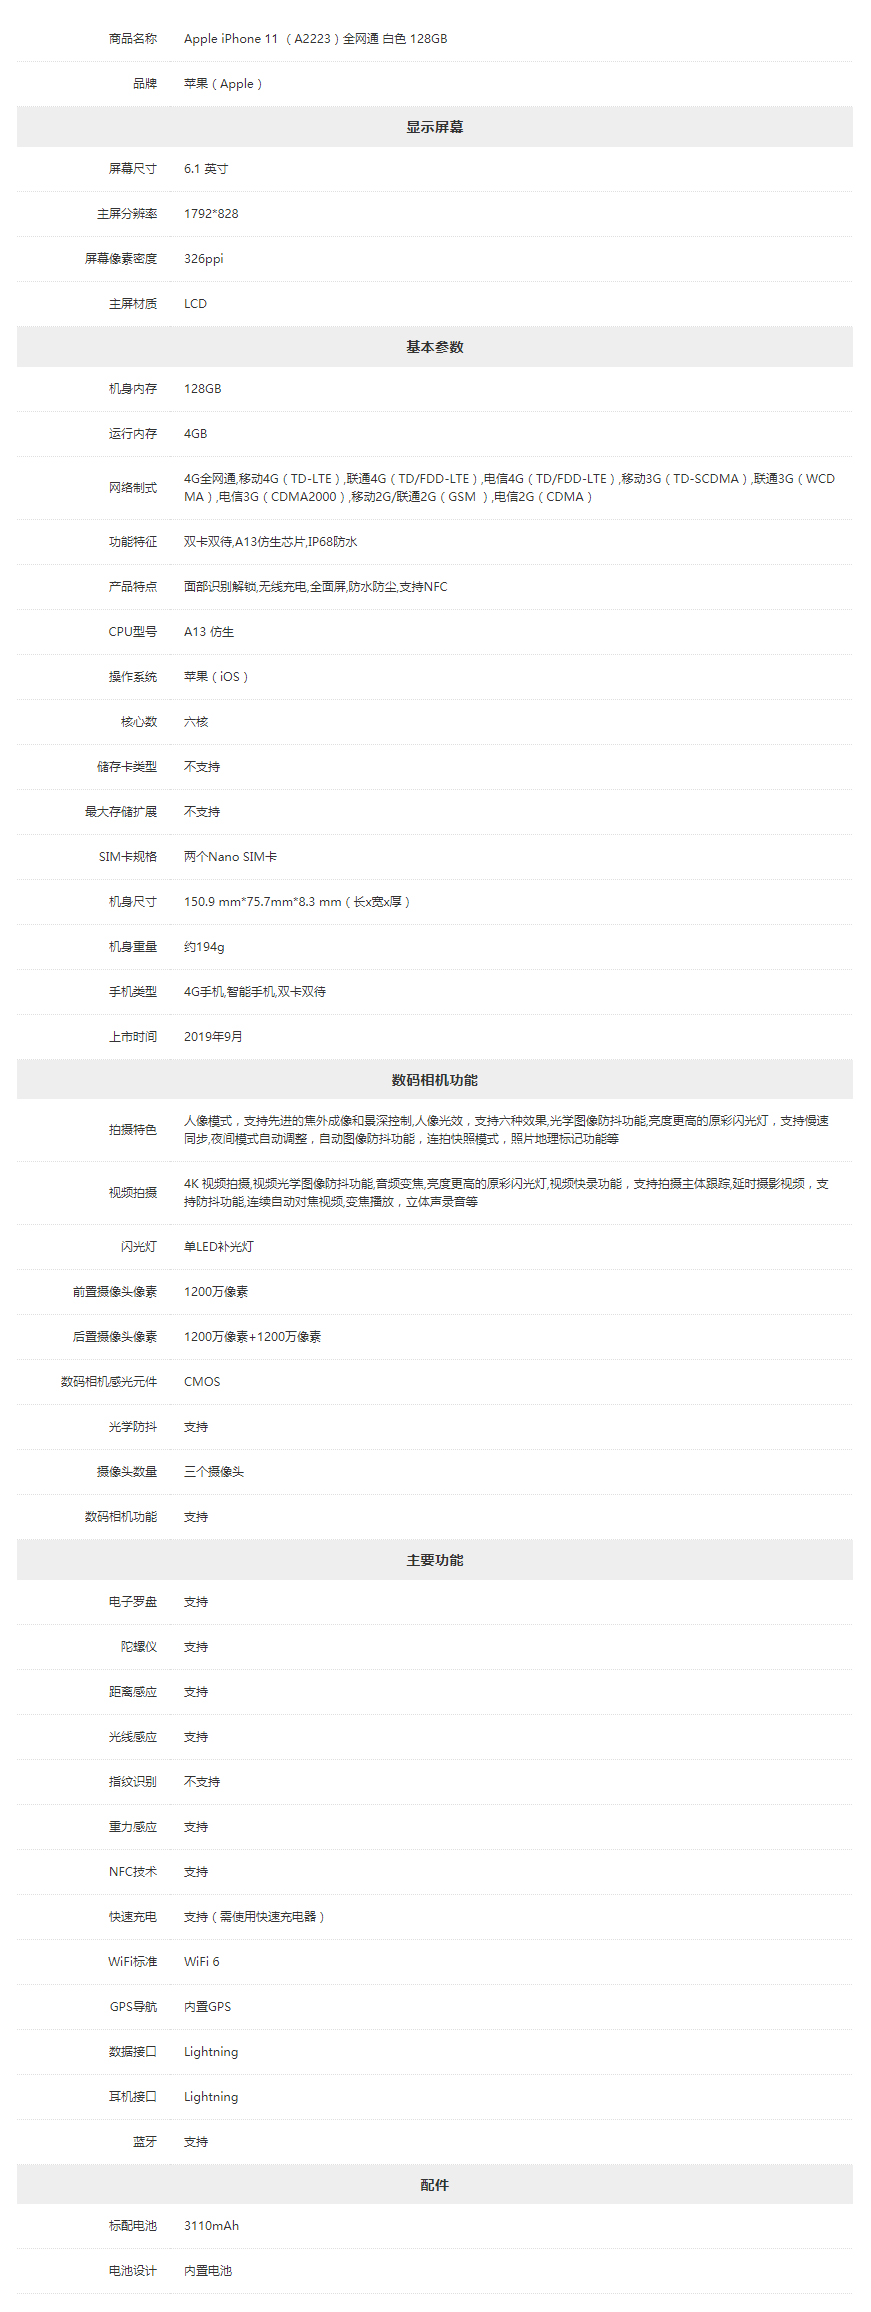 商品名称 Apple iPhone 11 （A2223）全网通 白色 128GB
品牌 苹果（Apple）
显示屏幕
屏幕尺寸 6.1 英寸
主屏分辨率 1792*828
屏幕像素密度 326ppi
主屏材质 LCD
基本参数
机身内存 128GB
运行内存 4GB
网络制式 4G全网通,移动4G（TD-LTE）,联通4G（TD/FDD-LTE）,电信4G（TD/FDD-LTE）,移动3G（TD-SCDMA）,联通3G（WCD
MA）,电信3G（CDMA2000）,移动2G/联通2G（GSM ）,电信2G（CDMA）
功能特征 双卡双待,A13仿生芯片,IP68防水
产品特点 面部识别解锁,无线充电,全面屏,防水防尘,支持NFC
CPU型号 A13 仿生
操作系统 苹果（iOS）
核心数 六核
储存卡类型 不支持
最大存储扩展 不支持
SIM卡规格 两个Nano SIM卡
机身尺寸 150.9 mm*75.7mm*8.3 mm（长x宽x厚）
机身重量 约194g
手机类型 4G手机,智能手机,双卡双待
上市时间 2019年9月
数码相机功能
拍摄特色 人像模式，支持先进的焦外成像和景深控制,人像光效，支持六种效果,光学图像防抖功能,亮度更高的原彩闪光灯，支持慢速
同步,夜间模式自动调整，自动图像防抖功能，连拍快照模式，照片地理标记功能等
视频拍摄 4K 视频拍摄,视频光学图像防抖功能,音频变焦,亮度更高的原彩闪光灯,视频快录功能，支持拍摄主体跟踪,延时摄影视频，支
持防抖功能,连续自动对焦视频,变焦播放，立体声录音等
闪光灯 单LED补光灯
前置摄像头像素 1200万像素
后置摄像头像素 1200万像素+1200万像素
数码相机感光元件 CMOS
光学防抖 支持
摄像头数量 三个摄像头
数码相机功能 支持
主要功能
电子罗盘 支持
陀螺仪 支持
距离感应 支持
光线感应 支持
指纹识别 不支持
重力感应 支持
NFC技术 支持
快速充电 支持（需使用快速充电器）
WiFi标准 WiFi 6
GPS导航 内置GPS
数据接口 Lightning
耳机接口 Lightning
蓝牙 支持
配件
标配电池 3110mAh
电池设计 内置电池